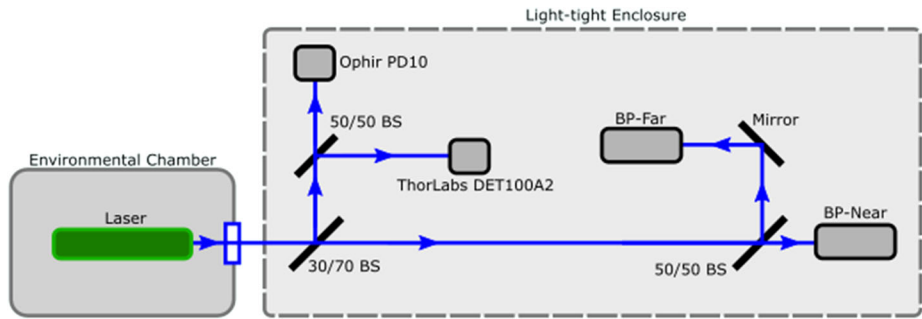 Light-tight Enclosure
Ophir PD10
50/50 BS
ThorLabs DET100A2
BP-Far
Mirror
Environmental Chamber
Laser
30/70 BS
50/50 BS
BP-Near